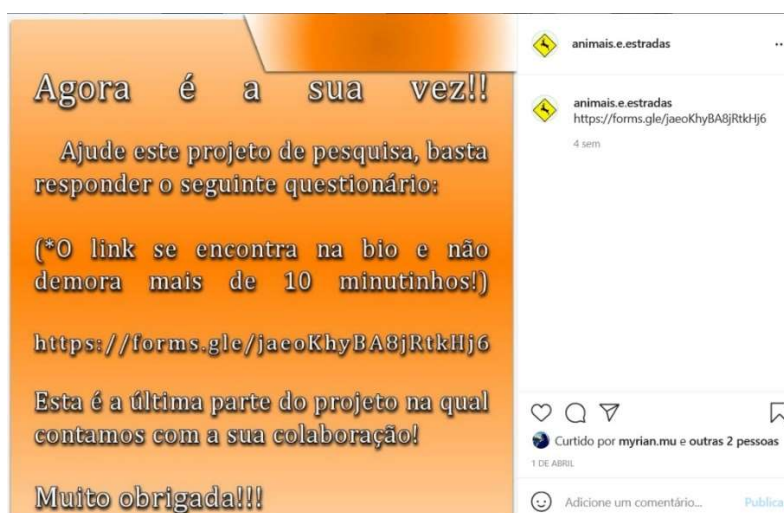 Agora é a sua vez!!
Ajude este projeto de pesquisa, basta
responder o seguinte questionário:
(*O link se encontra na bio e não
demora mais de 10 minutinhos!)
https://forms.gle/jaeoKhyBA8jRtkHj6
Esta é a última parte do projeto na qual
contamos com a sua colaboração!
Muito obrigada!!!
animais.e.estradas
animais.e.estradas
https://forms.gle/jaeoKhyBA8jRtkHj6
4 sem
Curtido por myrian.mu e outras 2 pessoas
1 DE ABRIL
Adicione um comentário...
Publica